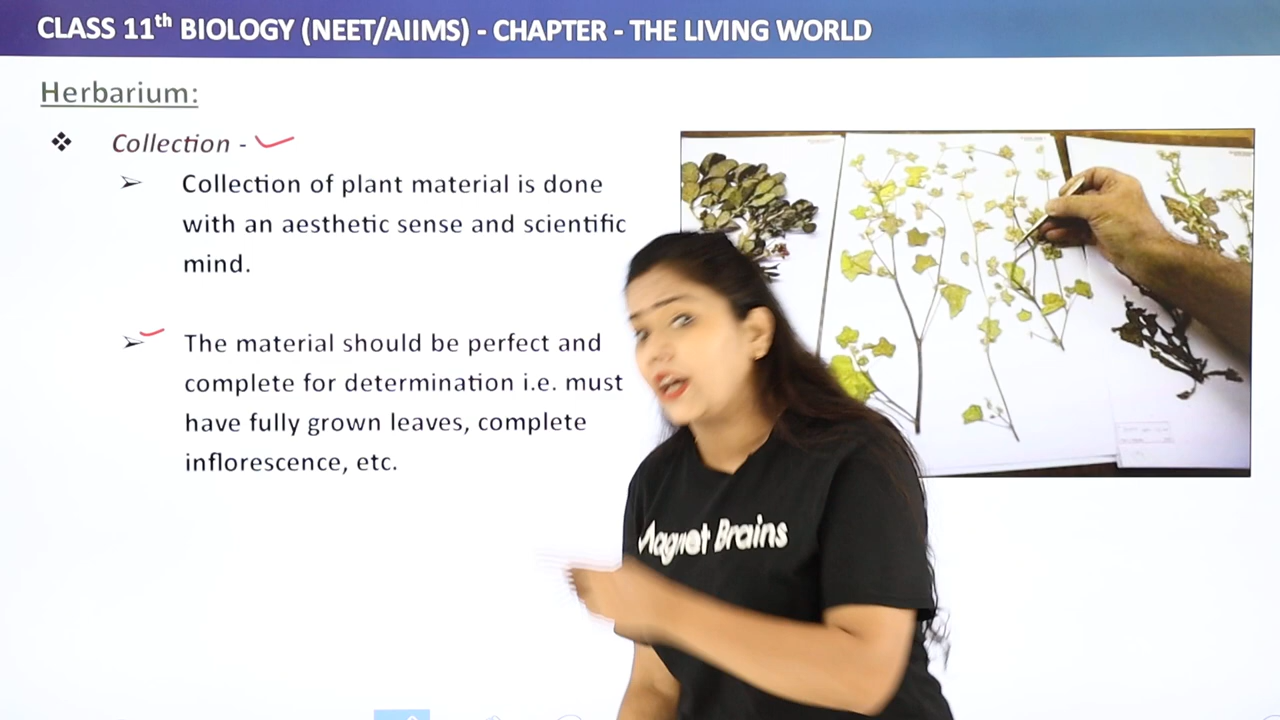 CLASS 11th BIOLOGY (NEET/AIIMS) - CHAPTER - THE LIVING WORLD
Herbarium:
❖ Collection -
➢ Collection of plant material is done
with an aesthetic sense and scientific
mind.
➢ The material should be perfect and
complete for determination i.e. must
have fully grown leaves, complete
inflorescence, etc.
Magnet Brains